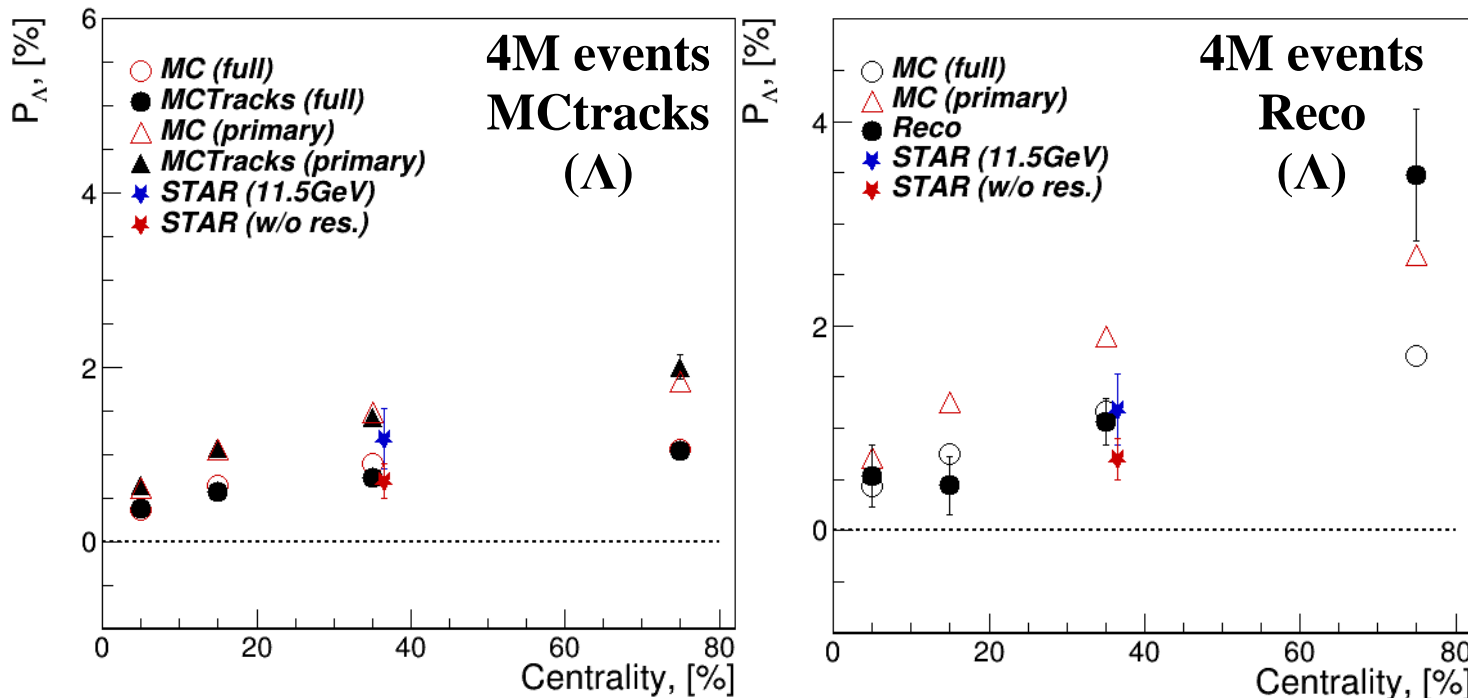 P_Λ, [%]
6
4
2
0
4M events
MCtracks
(Λ)
MC (full)
MCTracks (full)
MC (primary)
MCTracks (primary)
STAR (11.5GeV)
STAR (w/o res.)
0 20 40 60 80
Centrality, [%]
P_Λ, [%]
4
2
0
4M events
Reco
(Λ)
MC (full)
MC (primary)
Reco
STAR (11.5GeV)
STAR (w/o res.)
0 20 40 60 80
Centrality, [%]